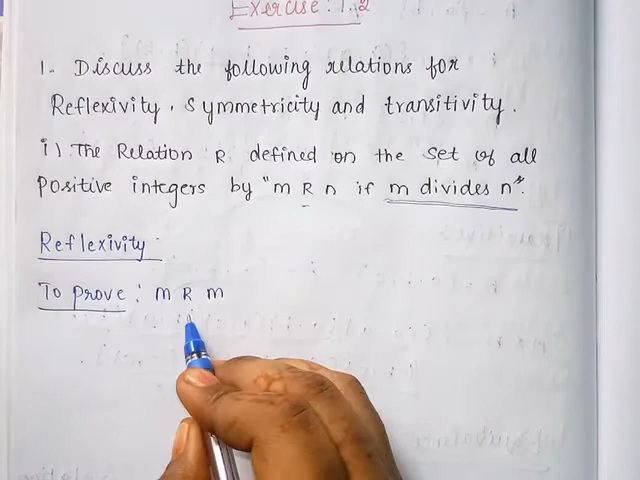 Exercise: 1.2
1. Discuss the following relations for
Reflexivity, Symmetricity and transitivity.
i) The Relation R defined on the set of all
Positive integers by "m R n if m divides n".
Reflexivity
To prove: m R m